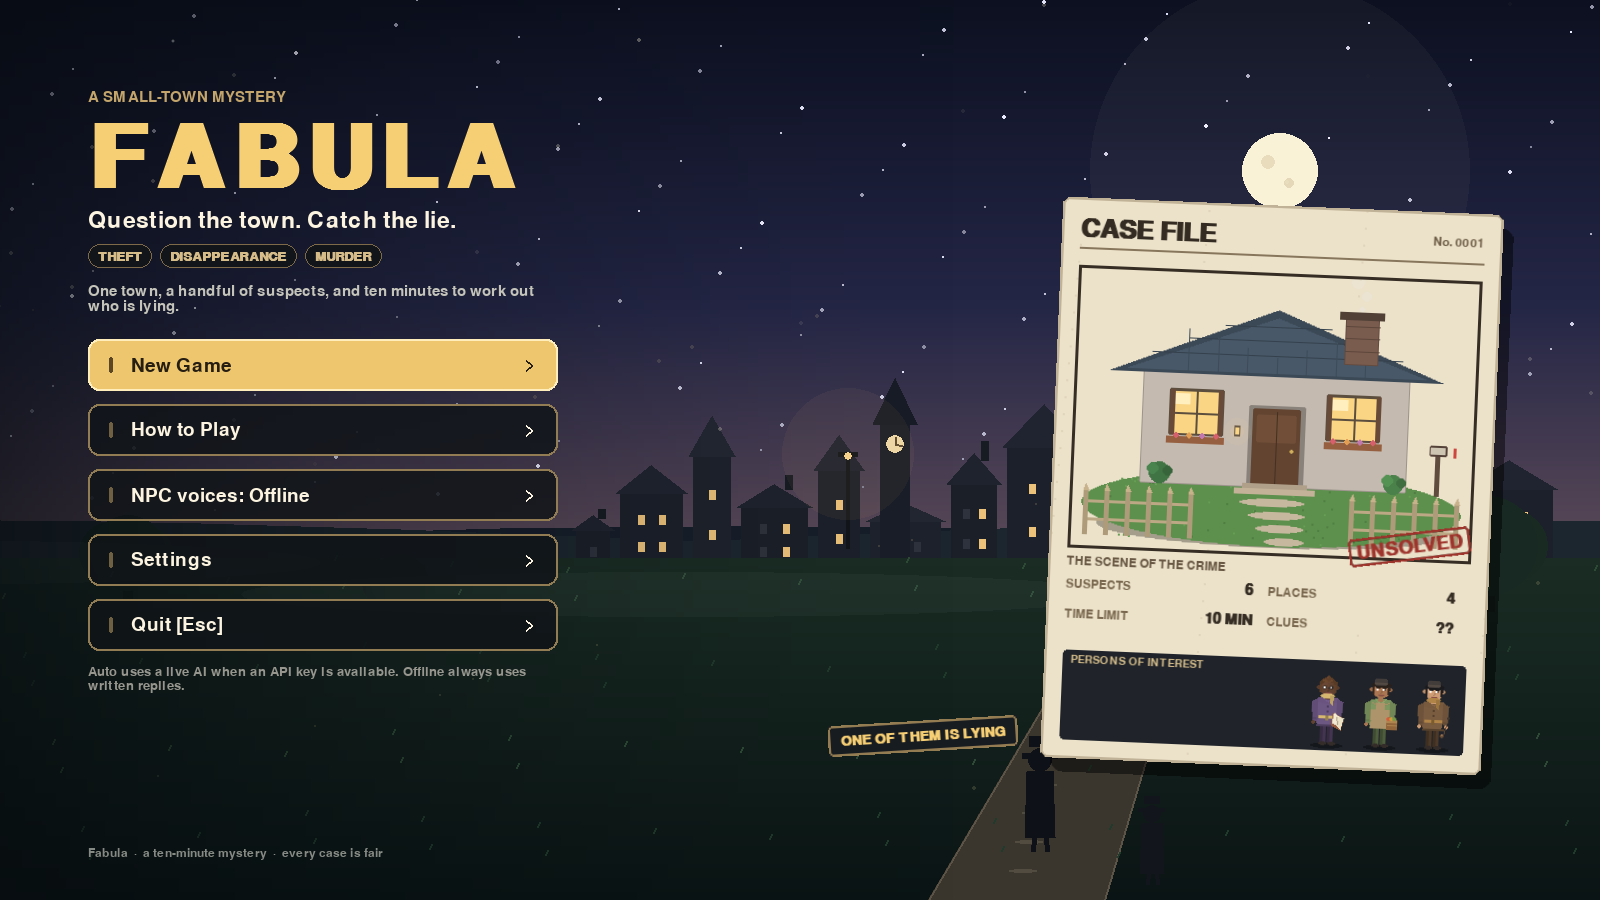 A SMALL-TOWN MYSTERY
FABULA
Question the town. Catch the lie.
THEFT DISAPPEARANCE MURDER
One town, a handful of suspects, and ten minutes to work out
who is lying.
New Game >
How to Play >
NPC voices: Offline >
Settings >
Quit [Esc] >
Auto uses a live AI when an API key is available. Offline always uses
written replies.
Fabula · a ten-minute mystery · every case is fair
ONE OF THEM IS LYING
CASE FILE No. 0001
UNSOLVED
THE SCENE OF THE CRIME
SUSPECTS 6 PLACES 4
TIME LIMIT 10 MIN CLUES ??
PERSONS OF INTEREST